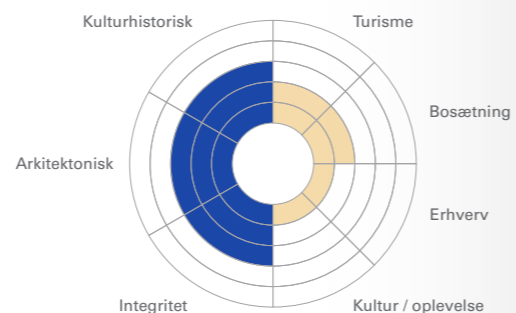 Kulturhistorisk
Turisme
Bosætning
Arkitektonisk
Erhverv
Integritet
Kultur / oplevelse